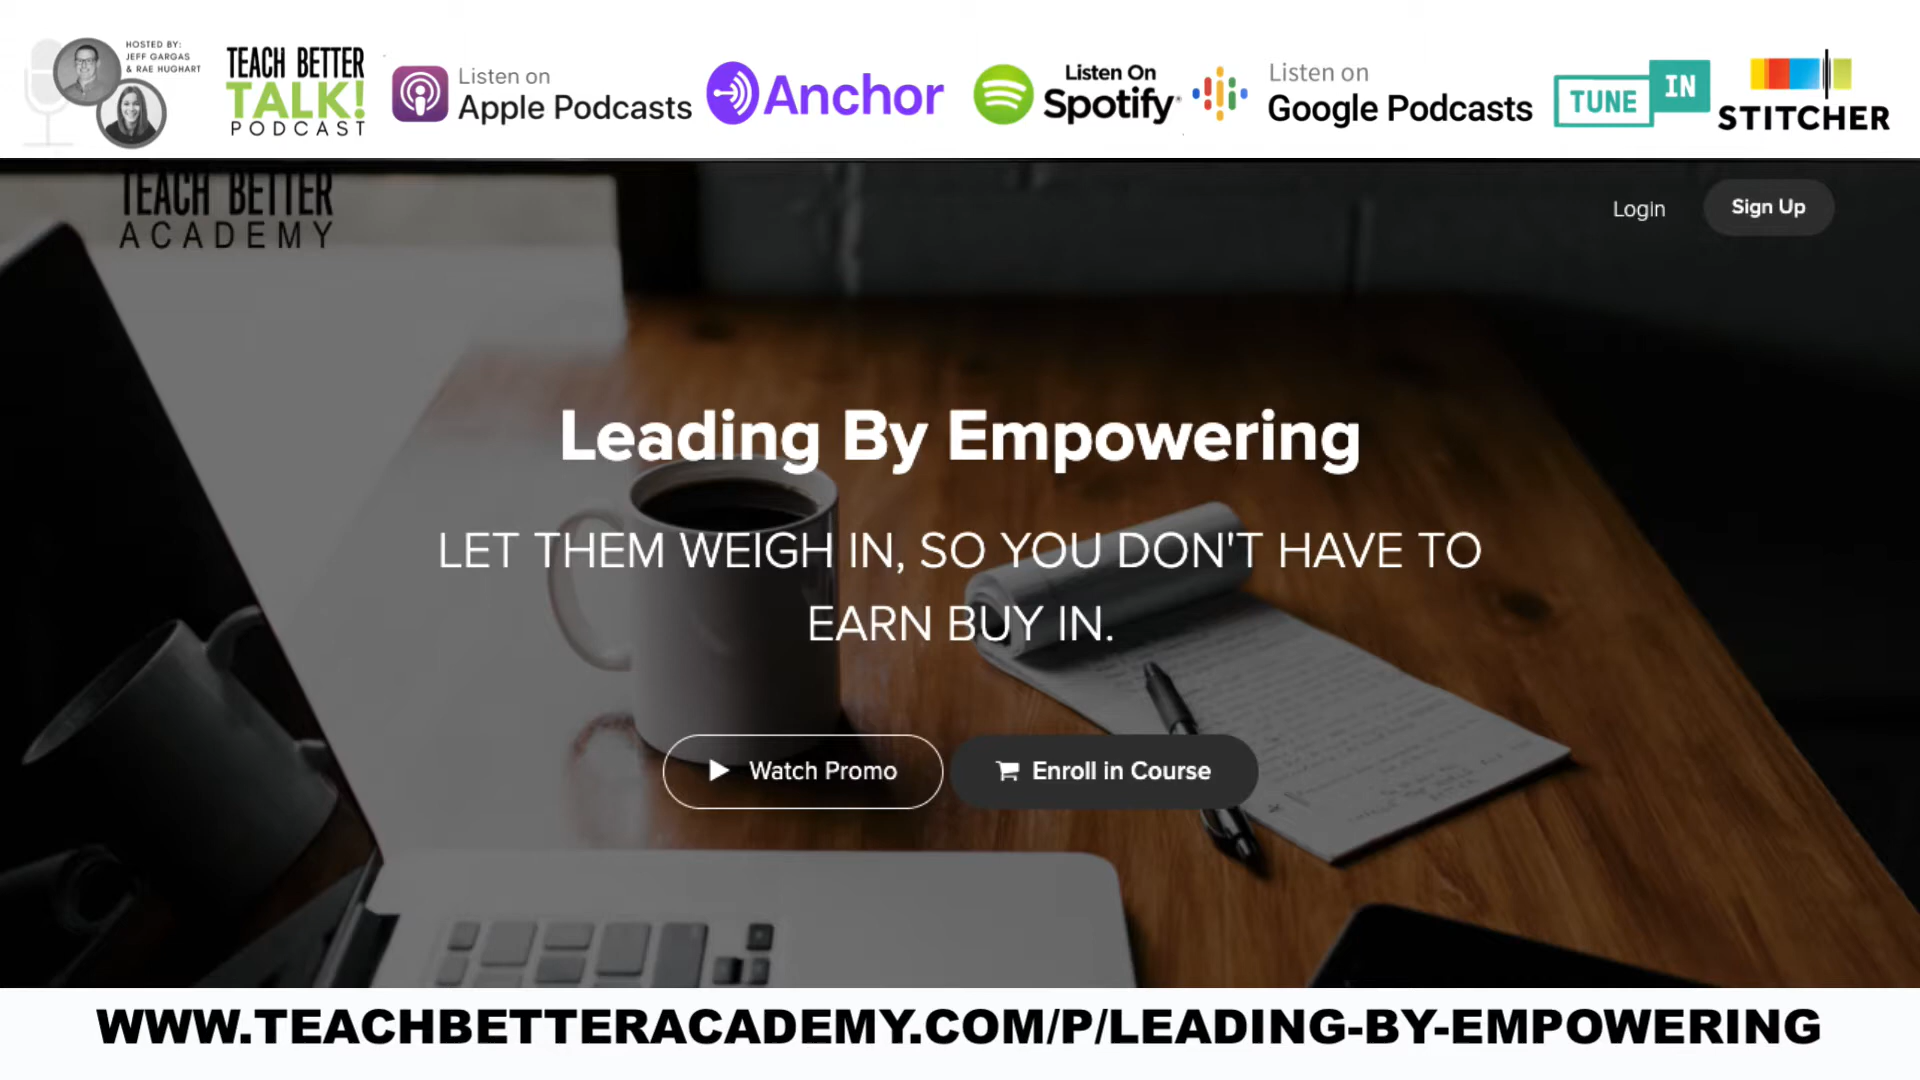 HOSTED BY:
JEFF GARGAS
& RAE HUGHART
TEACH BETTER
TALK!
PODCAST
Listen on
Apple Podcasts
Anchor
Listen On
Spotify
Listen on
Google Podcasts
TUNE IN
STITCHER
TEACH BETTER
ACADEMY
Login
Sign Up
Leading By Empowering
LET THEM WEIGH IN, SO YOU DON'T HAVE TO
EARN BUY IN.
Watch Promo
Enroll in Course
WWW.TEACHBETTERACADEMY.COM/P/LEADING-BY-EMPOWERING